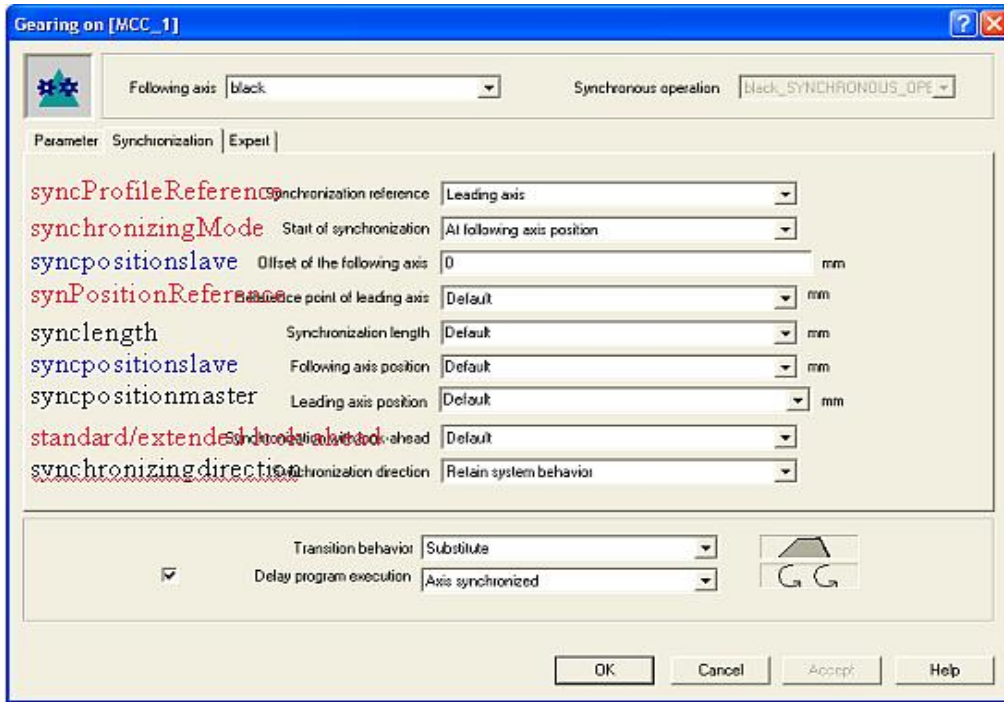 Gearing on [MCC_1]
Following axis black Synchronous operation black_SYNCHRONOUS_OPE
Parameter Synchronization Expert
syncProfileReference Synchronization reference Leading axis
synchronizingMode Start of synchronization At following axis position
syncpositionslave Offset of the following axis 0 mm
synPositionReference Reference point of leading axis Default mm
synclength Synchronization length Default mm
syncpositionslave Following axis position Default mm
syncpositionmaster Leading axis position Default mm
standard/extended look ahead Synchronization with look-ahead Default
synchronizingdirection Synchronization direction Retain system behavior
Transition behavior Substitute
Delay program execution Axis synchronized
OK Cancel Accept Help